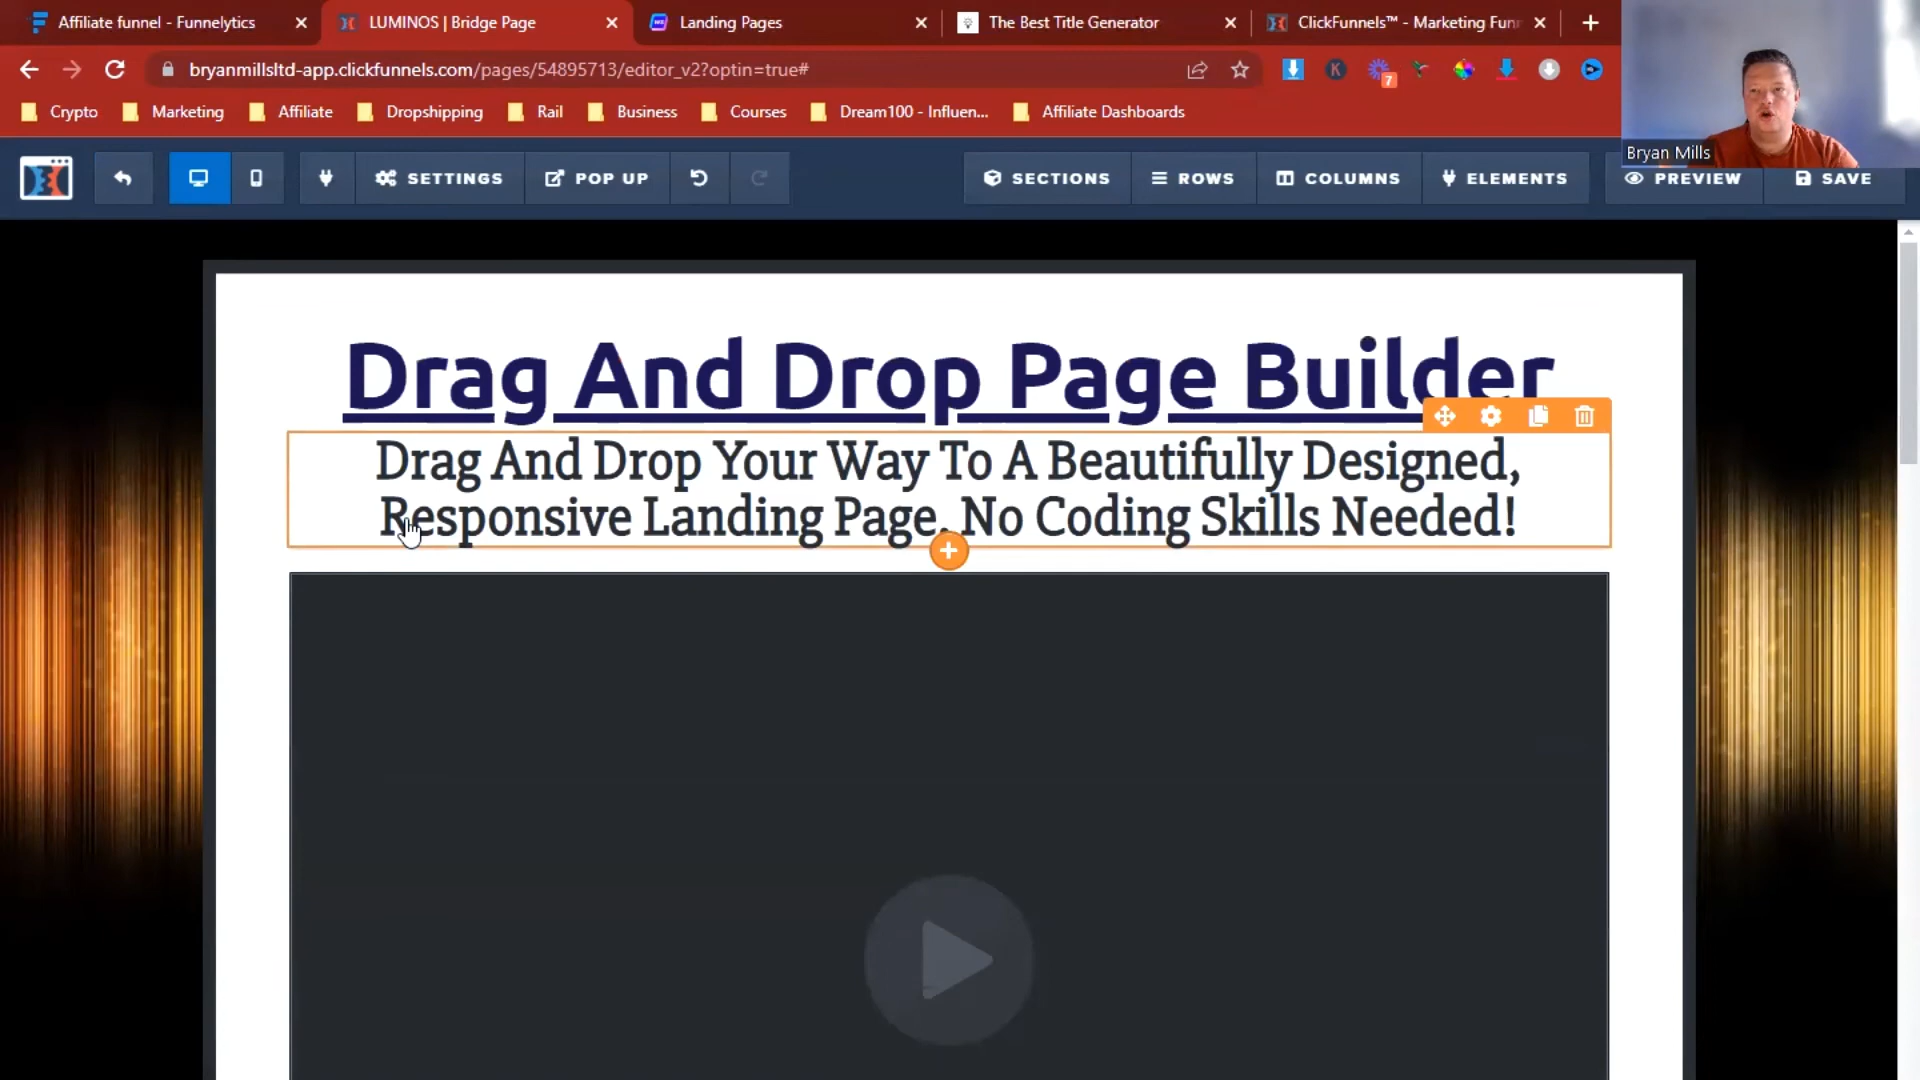 Affiliate funnel - Funnelytics
LUMINOS | Bridge Page
Landing Pages
The Best Title Generator
ClickFunnels™ - Marketing Fun
bryanmillsltd-app.clickfunnels.com/pages/54895713/editor_v2?optin=true#
K
7
Crypto
Marketing
Affiliate
Dropshipping
Rail
Business
Courses
Dream100 - Influen...
Affiliate Dashboards
Bryan Mills
SETTINGS
POP UP
SECTIONS
ROWS
COLUMNS
ELEMENTS
PREVIEW
SAVE
Drag And Drop Page Builder
Drag And Drop Your Way To A Beautifully Designed,
Responsive Landing Page. No Coding Skills Needed!